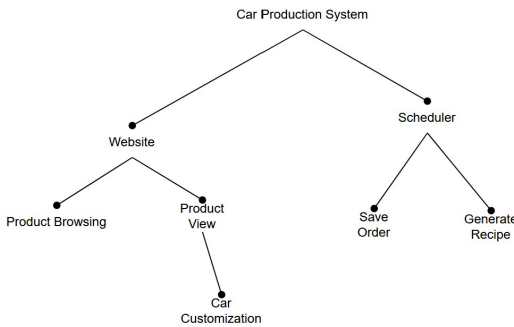 Car Production System
Scheduler
Website
Product Browsing
Product
View
Save
Order
Generate
Recipe
Car
Customization